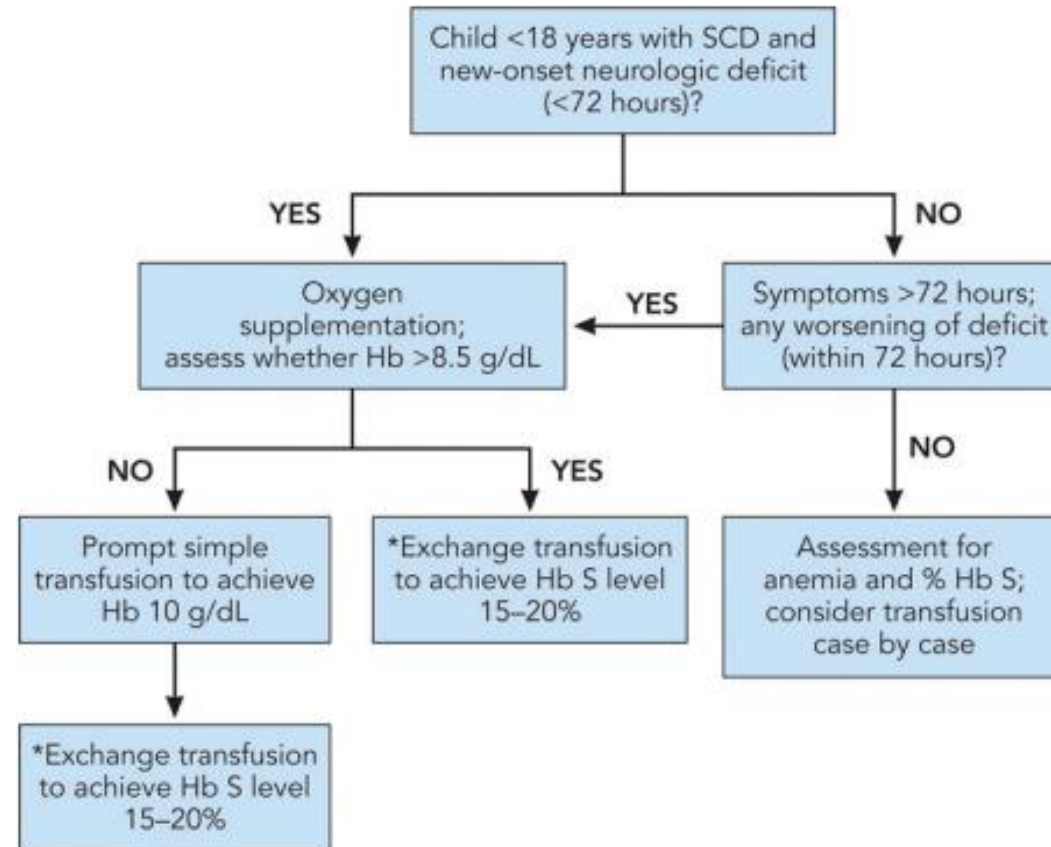 Child <18 years with SCD and
new-onset neurologic deficit
(<72 hours)?
YES
NO
Oxygen
supplementation;
assess whether Hb >8.5 g/dL
YES
Symptoms >72 hours;
any worsening of deficit
(within 72 hours)?
NO
YES
NO
Prompt simple
transfusion to achieve
Hb 10 g/dL
*Exchange transfusion
to achieve Hb S level
15–20%
Assessment for
anemia and % Hb S;
consider transfusion
case by case
*Exchange transfusion
to achieve Hb S level
15–20%